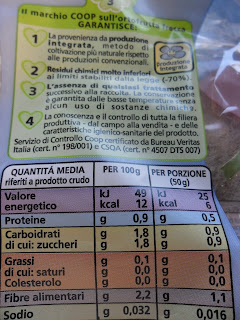 Il marchio COOP sull'ortofrutta fresca
GARANTISCE:
1 La provenienza da produzione
integrata, metodo di
coltivazione più naturale rispetto
alle produzioni convenzionali.
produzione
integrata
2 Residui chimici molto inferiori
ai limiti stabiliti dalla legge (-70%).
3 L'assenza di qualsiasi trattamento
successivo alla raccolta. La conservazione
è garantita dalle basse temperature senza
alcun uso di sostanze chimiche.
4 La conoscenza e il controllo di tutta la filiera
produttiva - dal campo alla vendita - e delle
caratteristiche igienico-sanitarie del prodotto.
Servizio di Controllo Coop certificato da Bureau Veritas
Italia (cert. n° 198/001) e CSQA (cert. n° 4507 DTS 007)
QUANTITÀ MEDIA PER 100g PER PORZIONE
riferiti a prodotto crudo (50g)
Valore kJ 49 kJ 25
energetico kcal 12 kcal 6
Proteine g 0,9 g 0,5
Carboidrati g 1,8 g 0,9
di cui: zuccheri g 1,8 g 0,9
Grassi g 0,1 g 0,1
di cui: saturi g 0,0 g 0,0
Colesterolo g 0,0 g 0,0
Fibre alimentari g 2,2 g 1,1
Sodio g 0,032 g 0,016